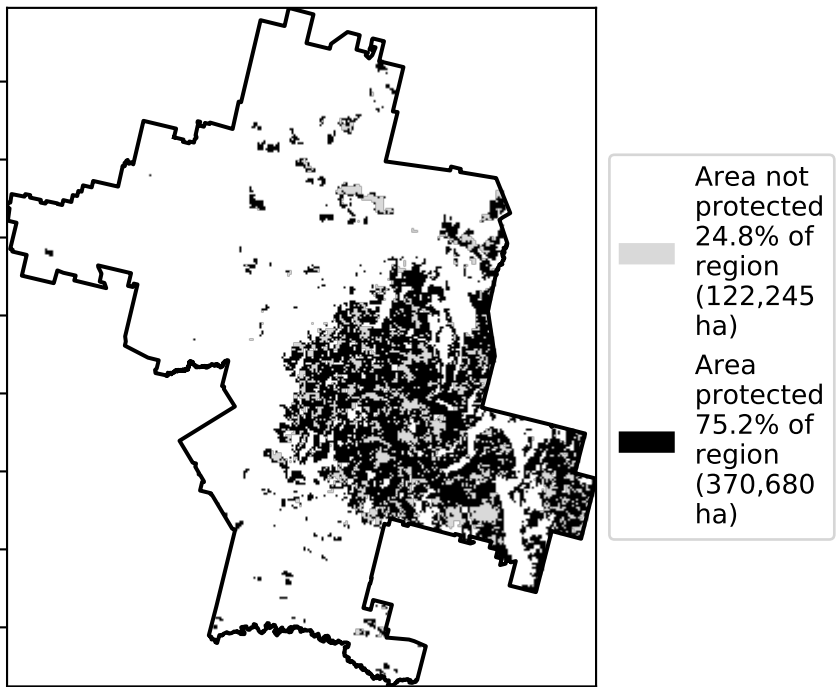 Area not
protected
24.8% of
region
(122,245
ha)
Area
protected
75.2% of
region
(370,680
ha)